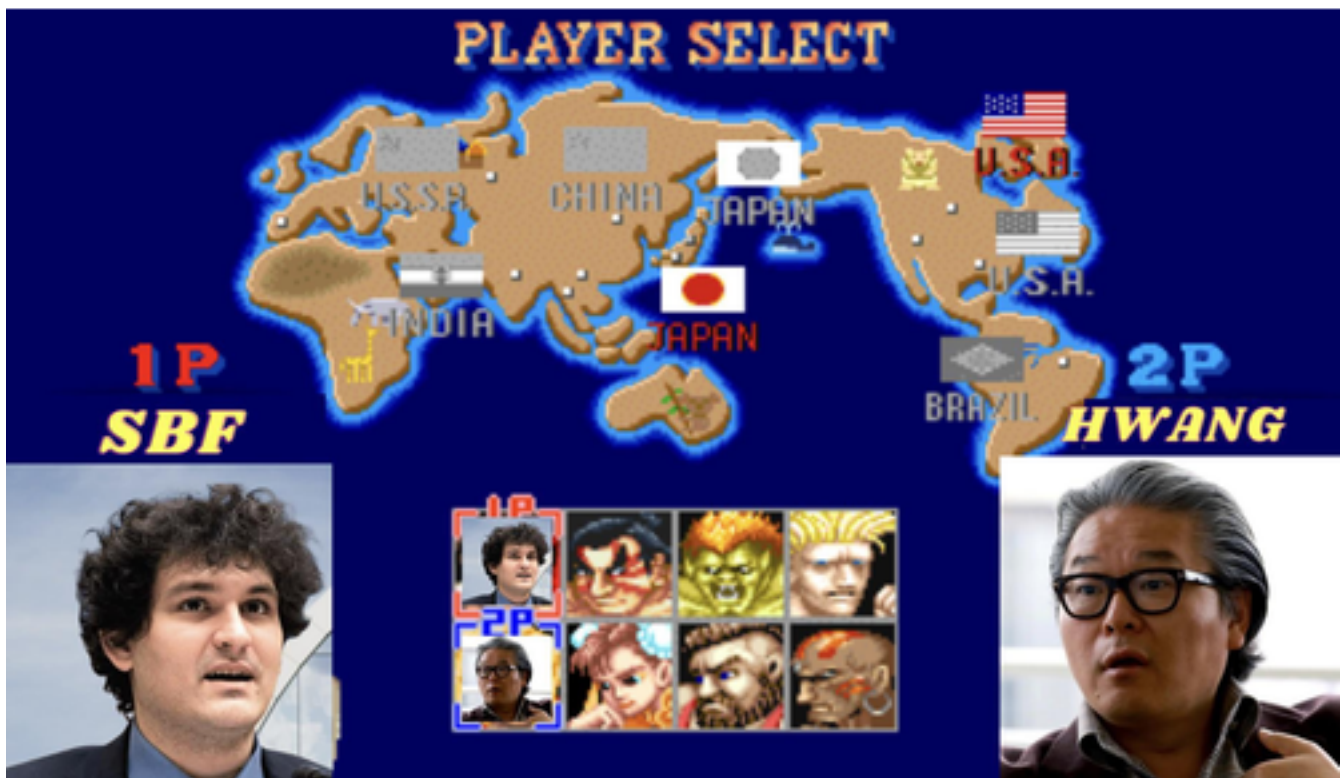 PLAYER SELECT
U.S.A.
U.S.S.R.
CHINA
JAPAN
U.S.A.
INDIA
JAPAN
BRAZIL
1P
2P
SBF
HWANG
1P
2P